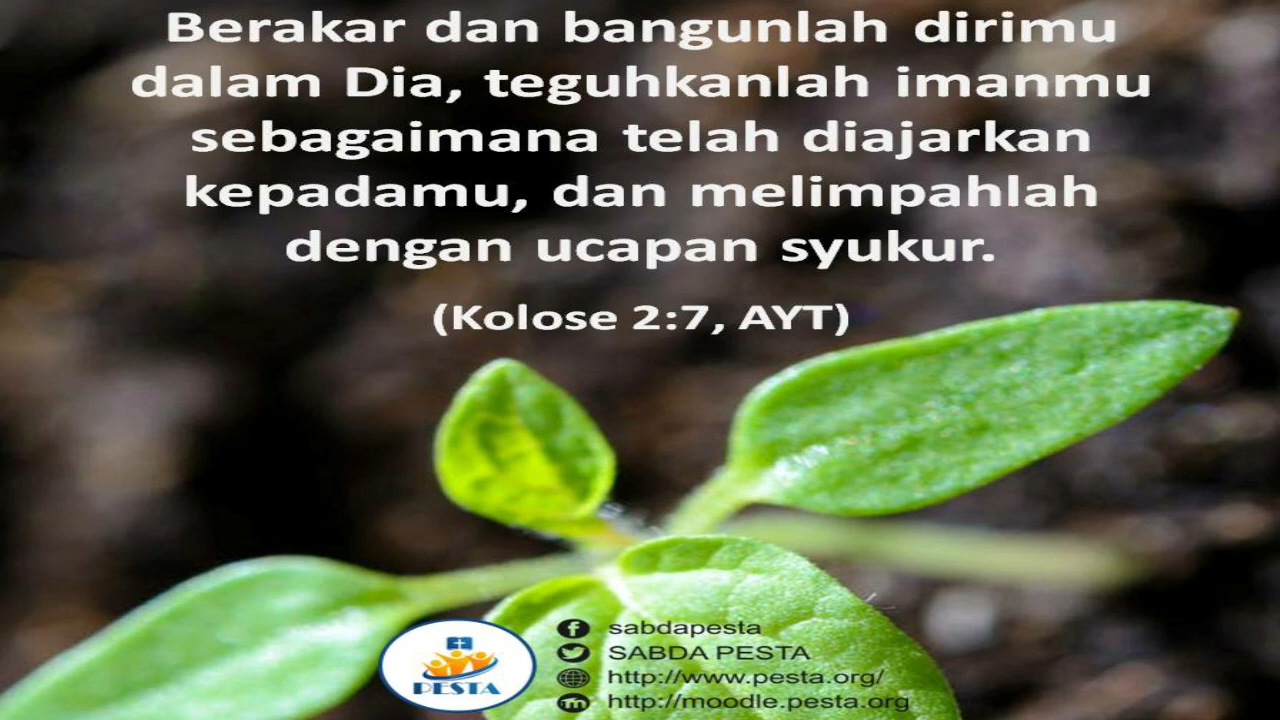 Berakar dan bangunlah dirimu
dalam Dia, teguhkanlah imanmu
sebagaimana telah diajarkan
kepadamu, dan melimpahlah
dengan ucapan syukur.
(Kolose 2:7, AYT)
PESTA
sabdapesta
SABDA PESTA
http://www.pesta.org/
http://moodle.pesta.org